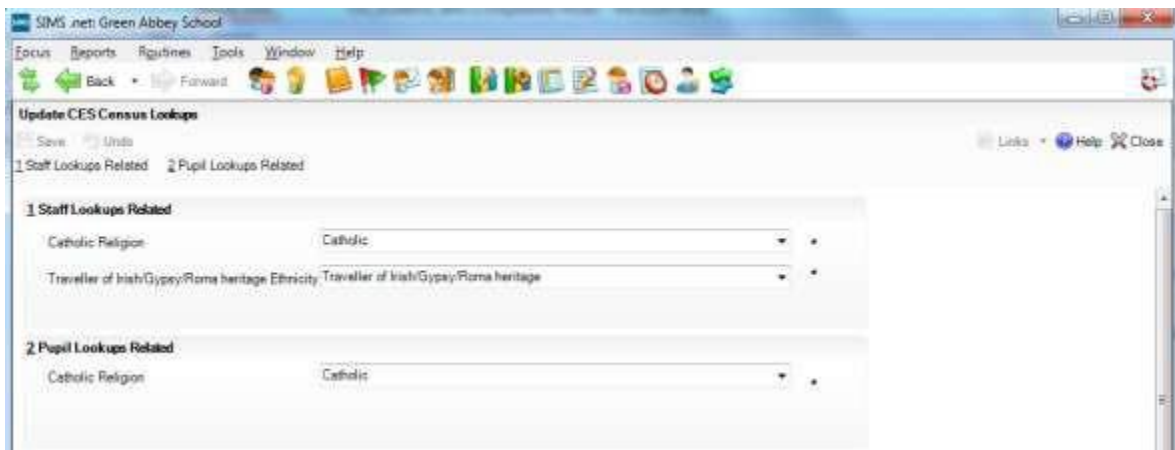 SIMS .net: Green Abbey School
Focus Reports Routines Tools Window Help
Back Forward
Update CES Census Lookups
Save Undo Links Help Close
1 Staff Lookups Related 2 Pupil Lookups Related
1 Staff Lookups Related
Catholic Religion Catholic
Traveller of Irish/Gypsy/Roma heritage Ethnicity Traveller of Irish/Gypsy/Roma heritage
2 Pupil Lookups Related
Catholic Religion Catholic